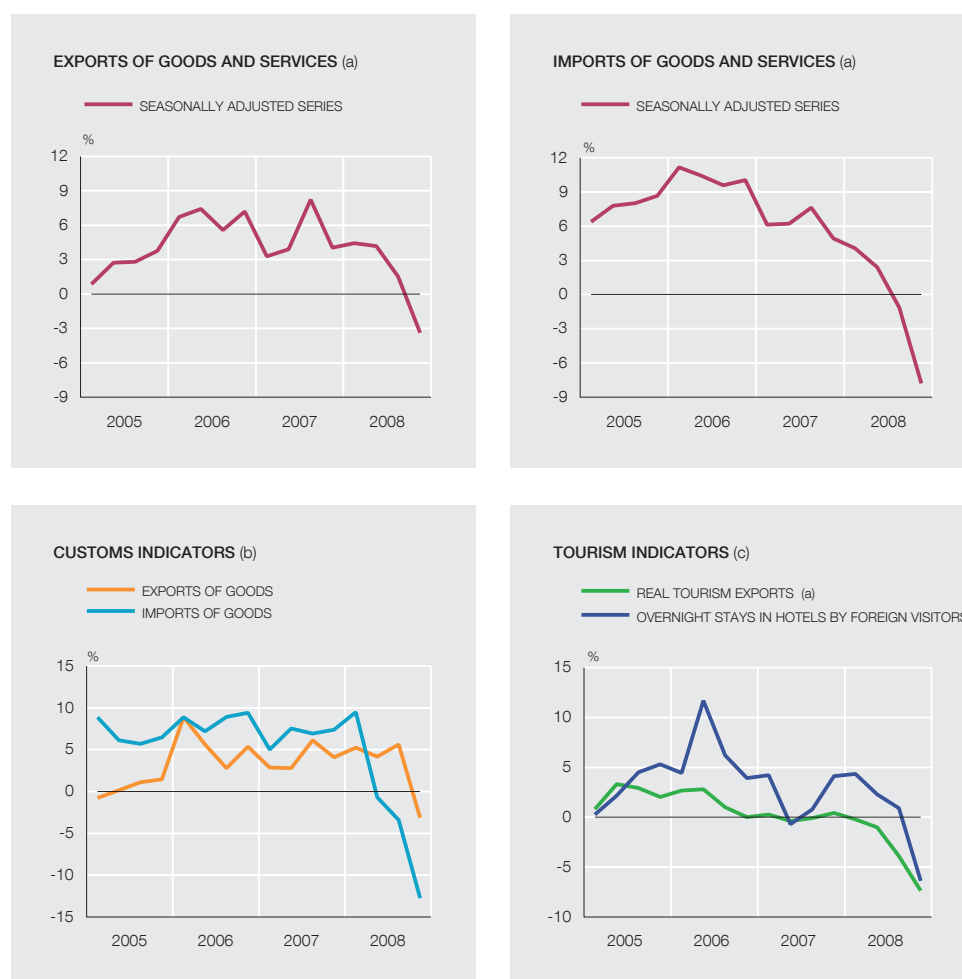 EXPORTS OF GOODS AND SERVICES (a)
SEASONALLY ADJUSTED SERIES
%
12
9
6
3
0
-3
-6
-9
2005 2006 2007 2008
IMPORTS OF GOODS AND SERVICES (a)
SEASONALLY ADJUSTED SERIES
%
12
9
6
3
0
-3
-6
-9
2005 2006 2007 2008
CUSTOMS INDICATORS (b)
EXPORTS OF GOODS
IMPORTS OF GOODS
%
15
10
5
0
-5
-10
-15
2005 2006 2007 2008
TOURISM INDICATORS (c)
REAL TOURISM EXPORTS (a)
OVERNIGHT STAYS IN HOTELS BY FOREIGN VISITORS
%
15
10
5
0
-5
-10
2005 2006 2007 2008